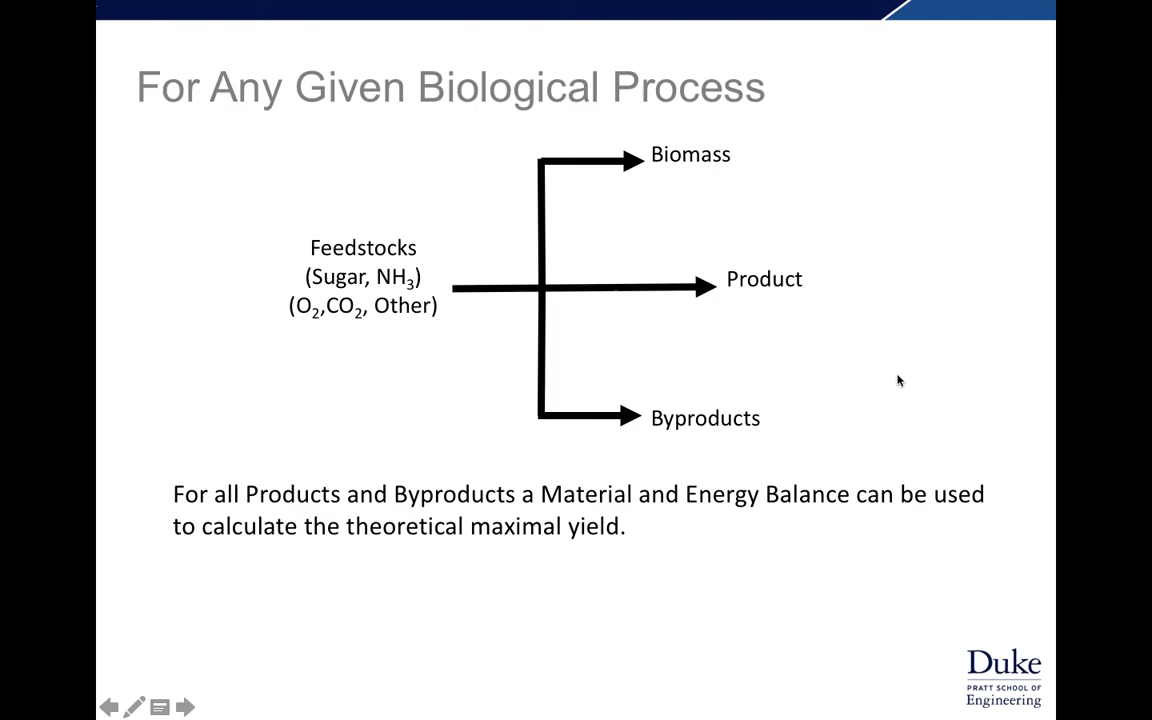 For Any Given Biological Process
Biomass
Feedstocks
(Sugar, NH₃)
(O₂,CO₂, Other)
Product
Byproducts
For all Products and Byproducts a Material and Energy Balance can be used
to calculate the theoretical maximal yield.
Duke
PRATT SCHOOL OF
Engineering